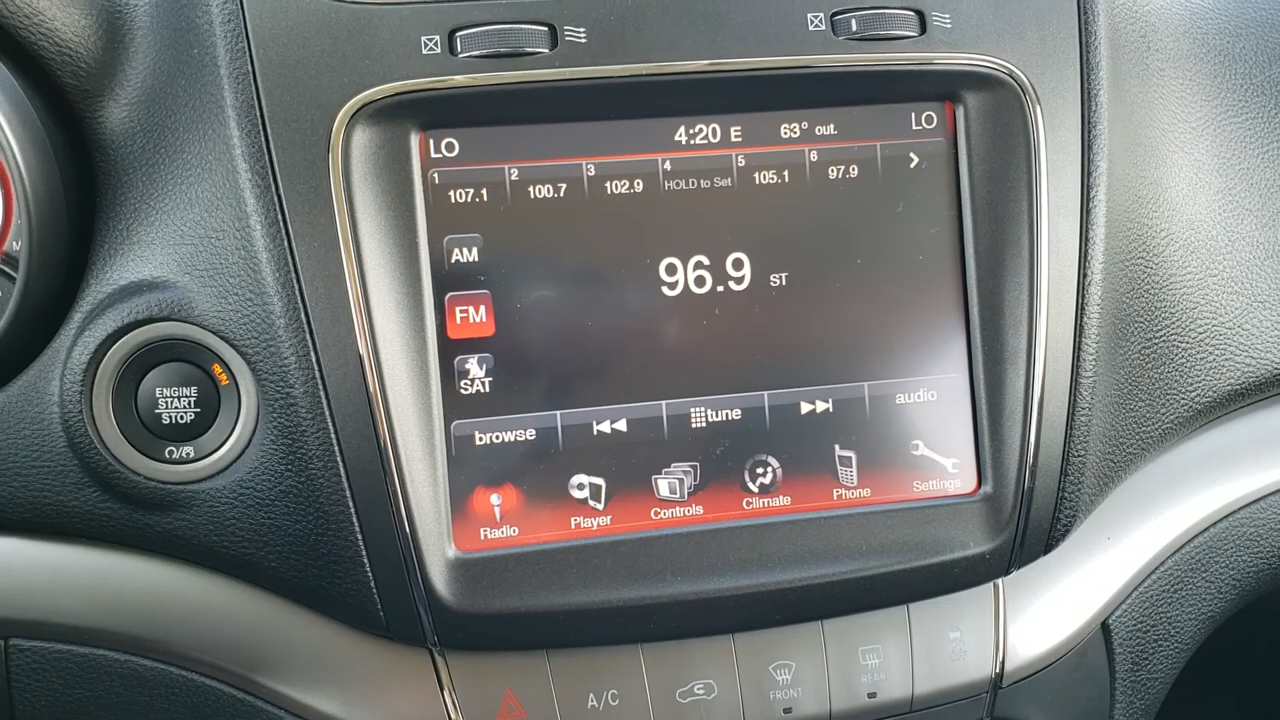 LO 4:20 E 63° out. LO
1 107.1 2 100.7 3 102.9 4 HOLD to Set 5 105.1 6 97.9
AM
96.9 ST
FM
SAT
browse tune audio
Radio Player Controls Climate Phone Settings
RUN
ENGINE
START
STOP
A/C
FRONT
REAR
M